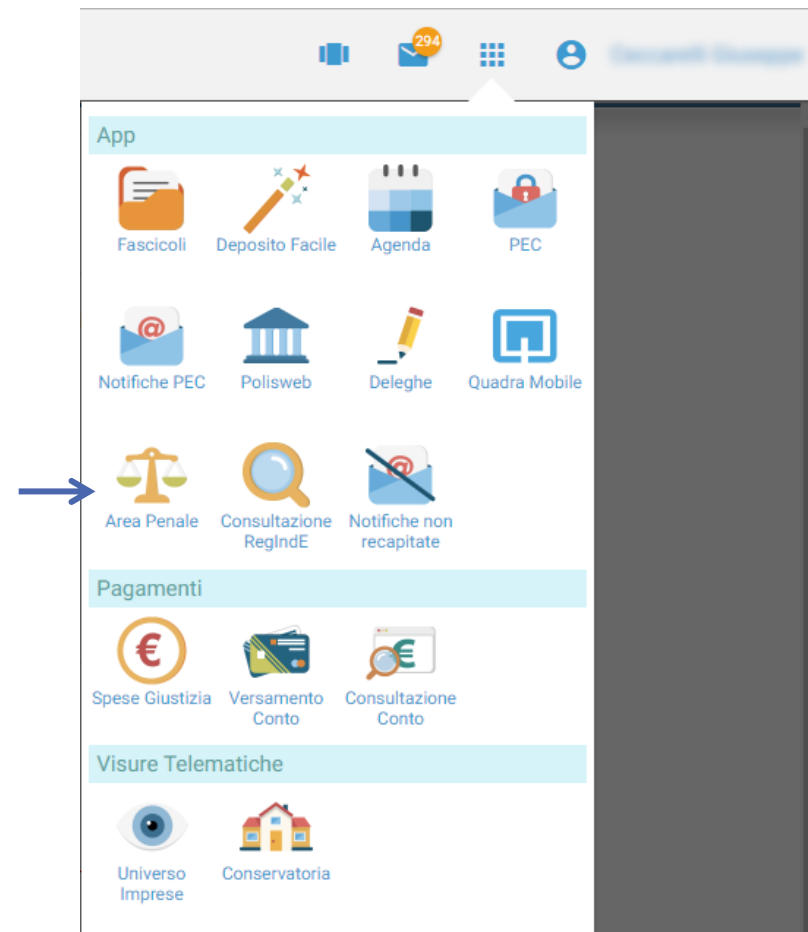 294
App
Fascicoli
Deposito Facile
Agenda
PEC
Notifiche PEC
Polisweb
Deleghe
Quadra Mobile
Area Penale
Consultazione
RegIndE
Notifiche non
recapitate
Pagamenti
Spese Giustizia
Versamento
Conto
Consultazione
Conto
Visure Telematiche
Universo
Imprese
Conservatoria